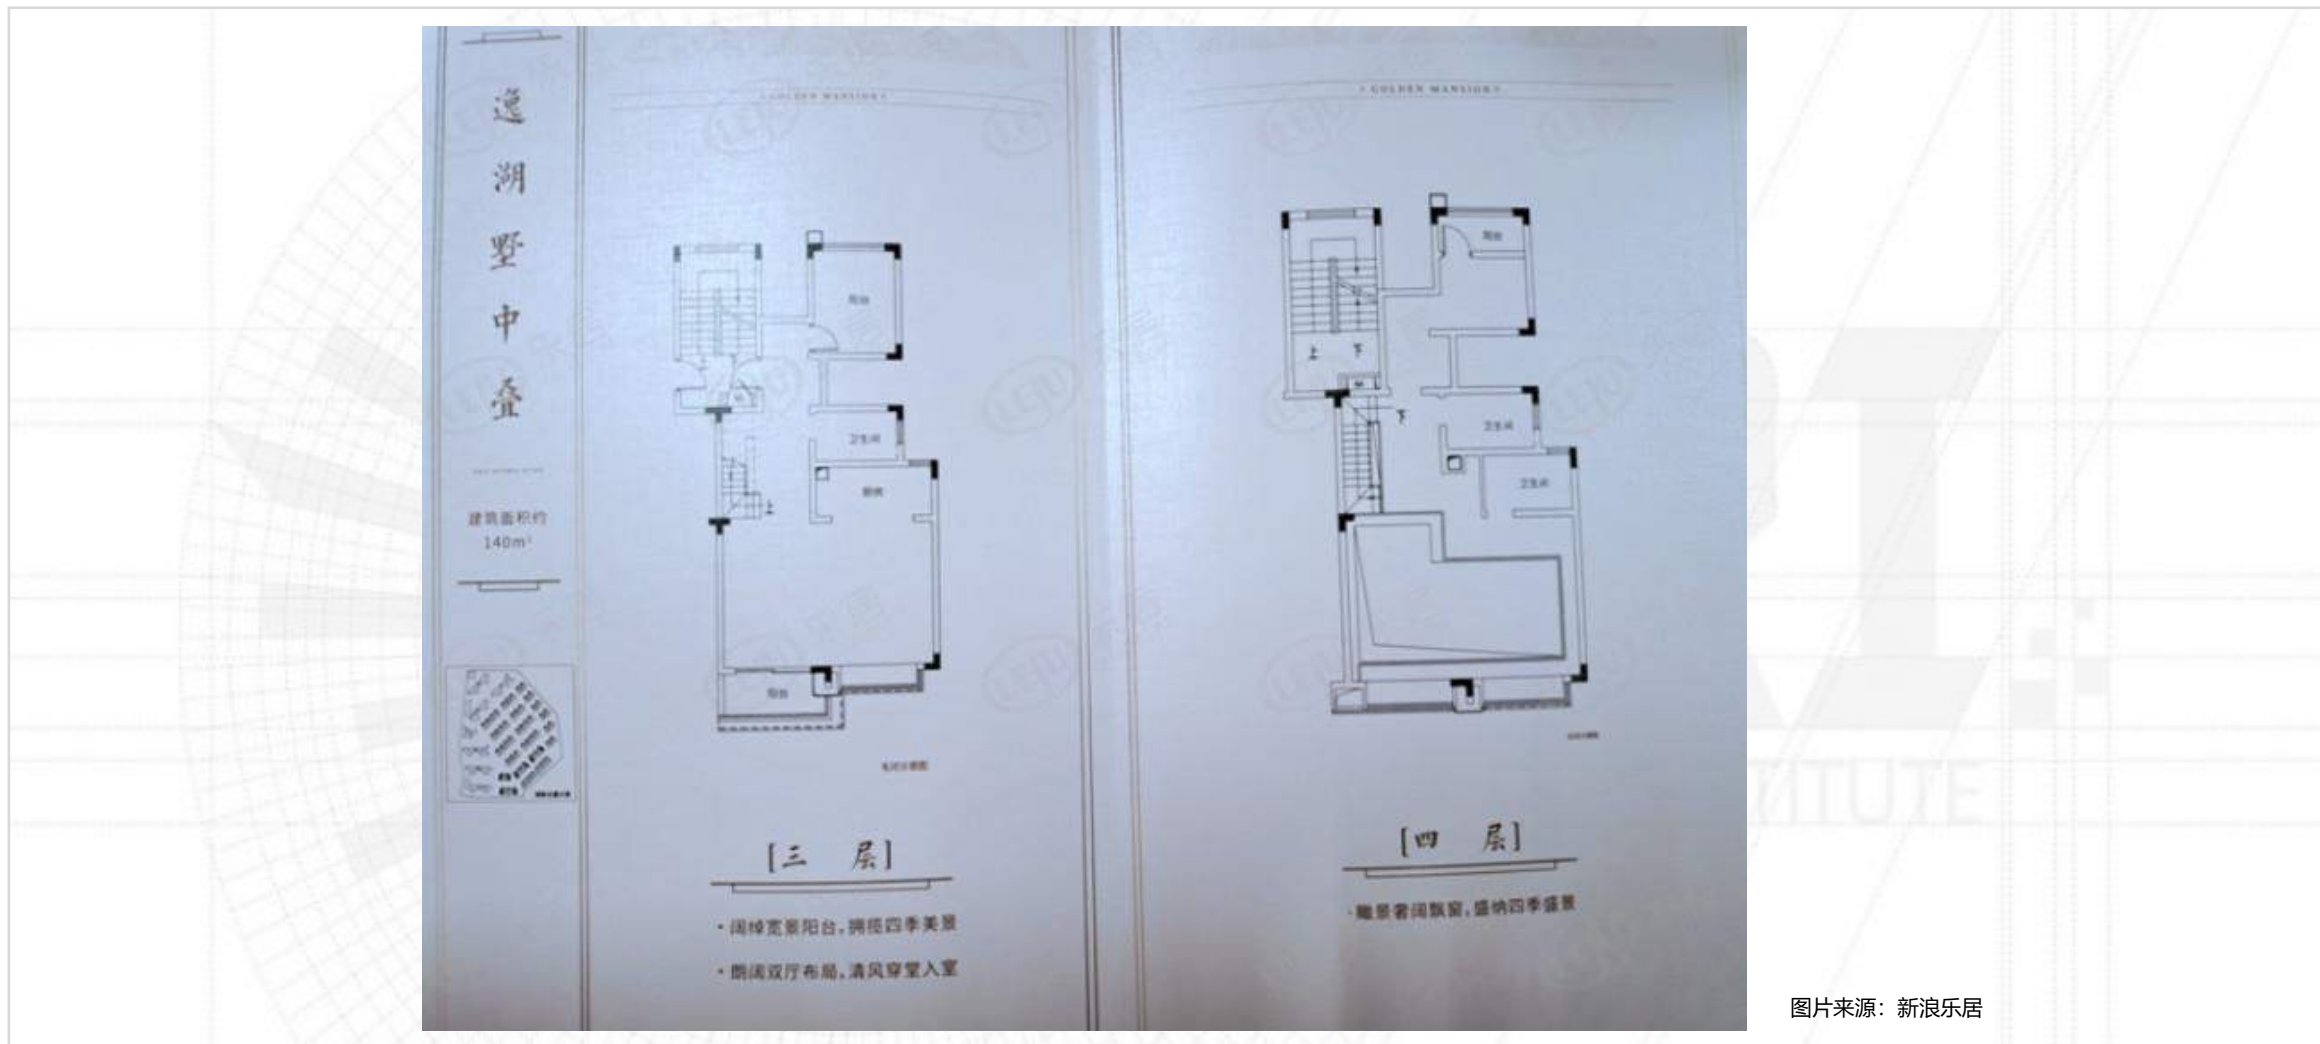 逸湖墅中叠
建筑面积约
140m²
GOLDEN MANSION
阳台
卫生间
厨房
上
阳台
[三 层]
·阔绰宽景阳台,拥揽四季美景
·朗阔双厅布局,清风穿堂入室
GOLDEN MANSION
阳台
上 下
下
卫生间
卫生间
[四 层]
·瞰景奢阔飘窗,盛纳四季盛景
图片来源：新浪乐居
LEJU 乐居
TITUTE